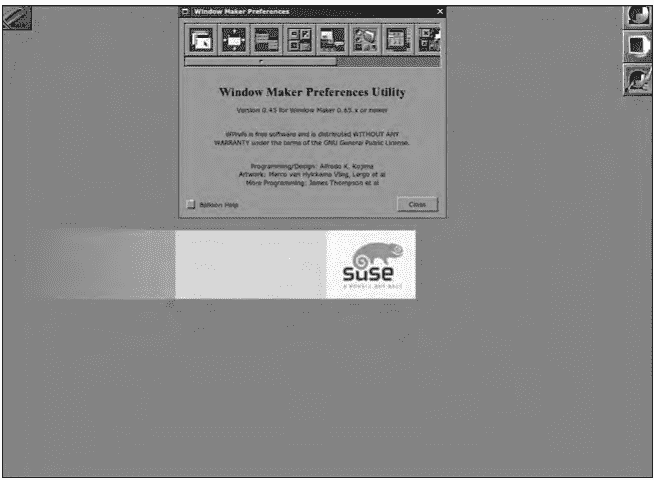 Window Maker Preferences
Window Maker Preferences Utility
Version 0.45 for Window Maker 0.65.x or newer
WPrefs is free software and is distributed WITHOUT ANY
WARRANTY under the terms of the GNU General Public License.
Programming/Design: Alfredo K. Kojima
Artwork: Marco van Hylckama Vlieg, Largo et al
More Programming: James Thompson et al
Balloon Help
Close
suse